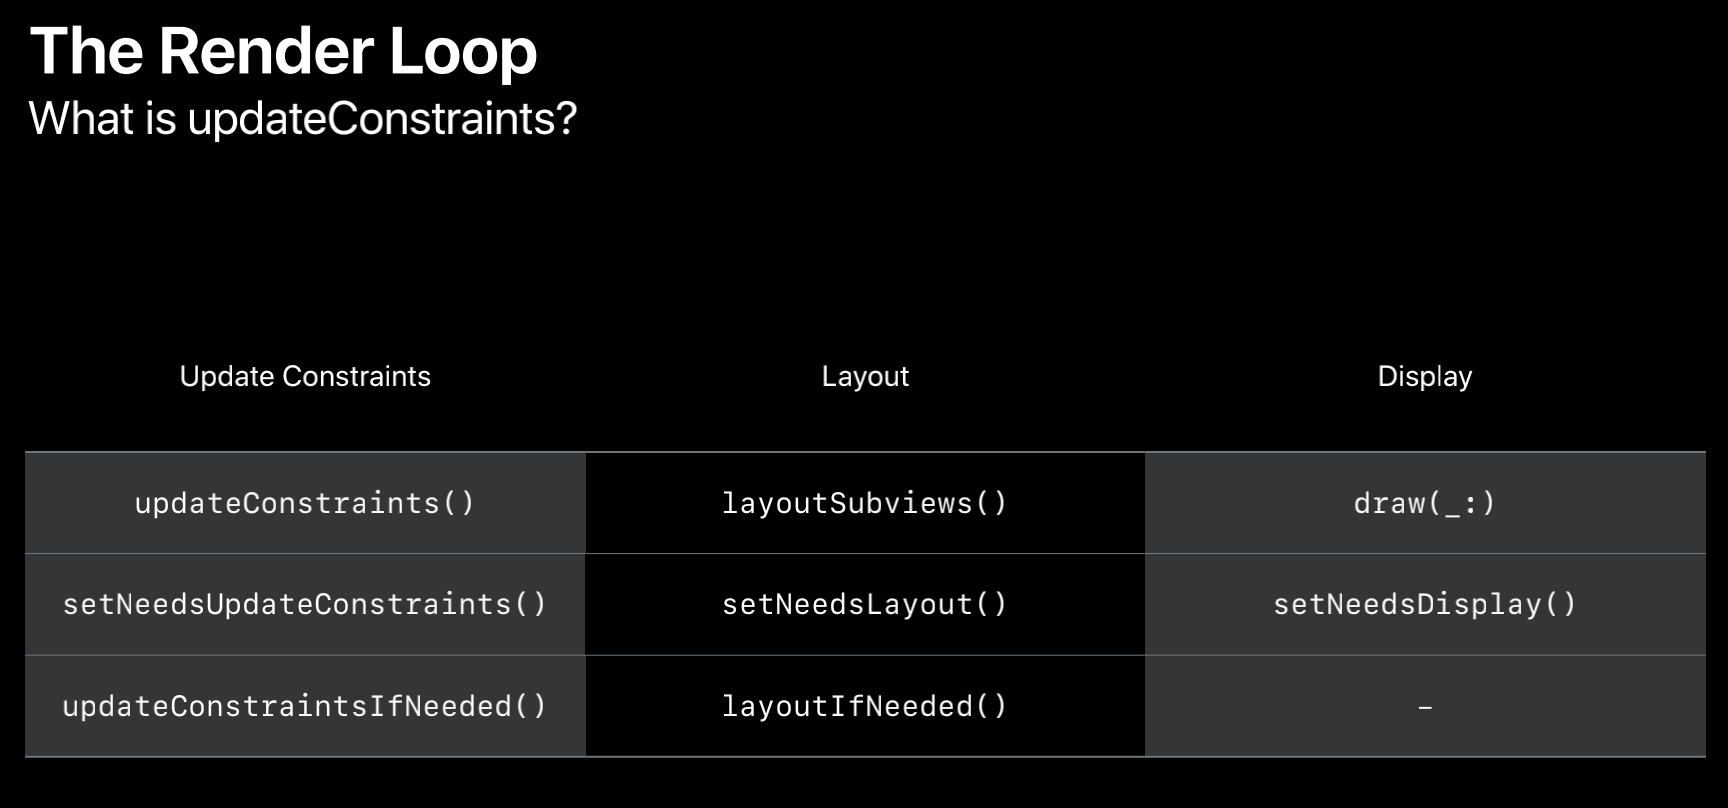 The Render Loop
What is updateConstraints?
Update Constraints Layout Display
updateConstraints() layoutSubviews() draw(_:)
setNeedsUpdateConstraints() setNeedsLayout() setNeedsDisplay()
updateConstraintsIfNeeded() layoutIfNeeded() –